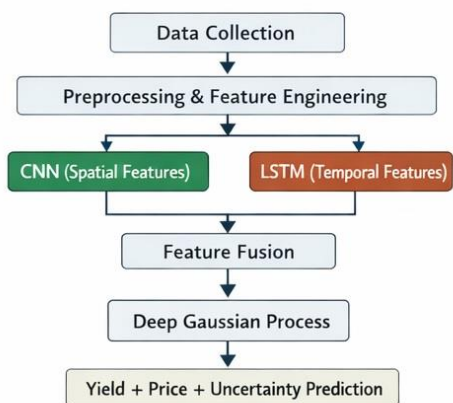 Data Collection
Preprocessing & Feature Engineering
CNN (Spatial Features)
LSTM (Temporal Features)
Feature Fusion
Deep Gaussian Process
Yield + Price + Uncertainty Prediction